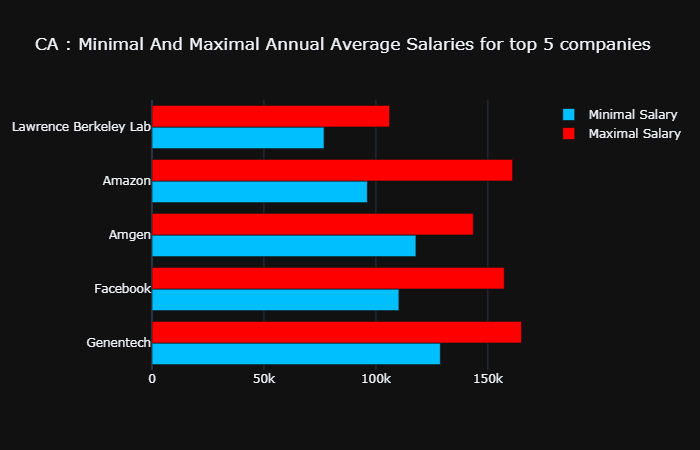 CA : Minimal And Maximal Annual Average Salaries for top 5 companies
Minimal Salary
Maximal Salary
Lawrence Berkeley Lab
Amazon
Amgen
Facebook
Genentech
0 50k 100k 150k